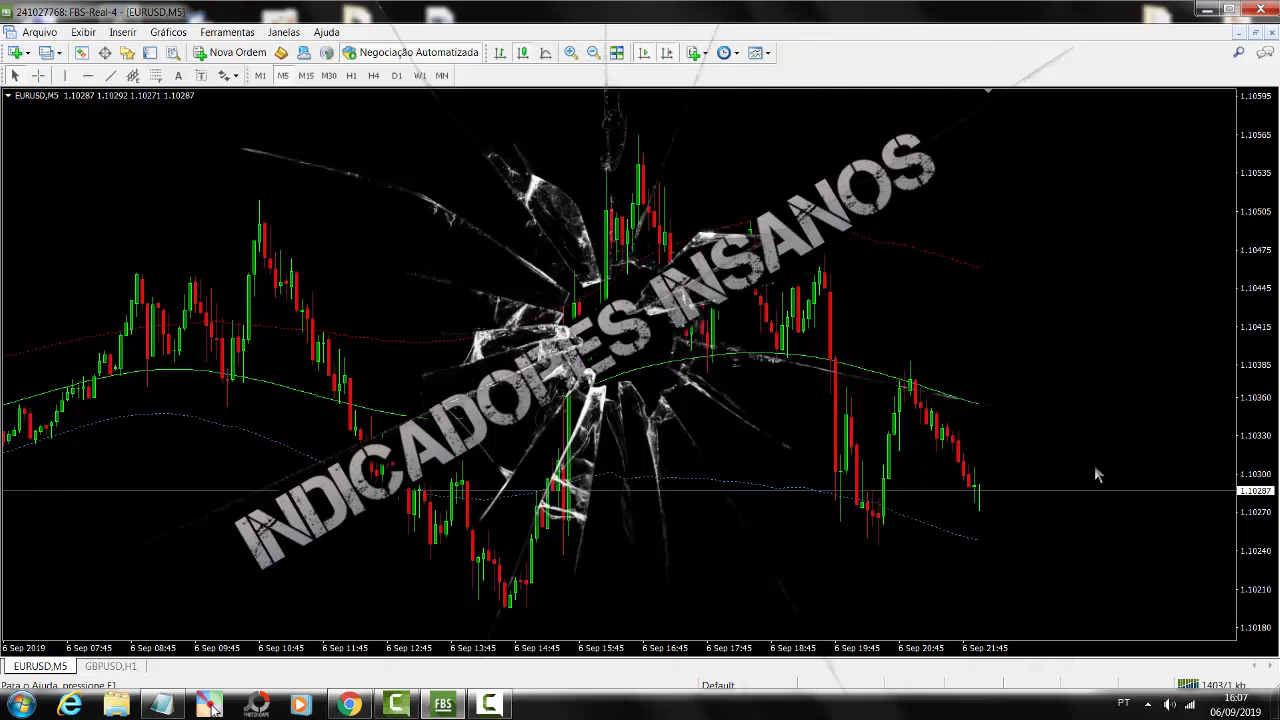 241027768: FBS-Real-4 - [EURUSD,M5]
Arquivo Exibir Inserir Gráficos Ferramentas Janelas Ajuda
Nova Ordem Negociação Automatizada
A T M1 M5 M15 M30 H1 H4 D1 W1 MN
EURUSD,M5 1.10287 1.10292 1.10271 1.10287
1.10595
1.10565
1.10535
1.10505
1.10475
1.10445
1.10415
1.10385
1.10360
1.10330
1.10300
1.10287
1.10270
1.10240
1.10210
1.10180
INDICADORES INSANOS
6 Sep 2019 6 Sep 07:45 6 Sep 08:45 6 Sep 09:45 6 Sep 10:45 6 Sep 11:45 6 Sep 12:45 6 Sep 13:45 6 Sep 14:45 6 Sep 15:45 6 Sep 16:45 6 Sep 17:45 6 Sep 18:45 6 Sep 19:45 6 Sep 20:45 6 Sep 21:45
EURUSD,M5 GBPUSD,H1
Para o Ajuda, pressione F1 Default 1403/1 kb
FBS PT 16:07
06/09/2019